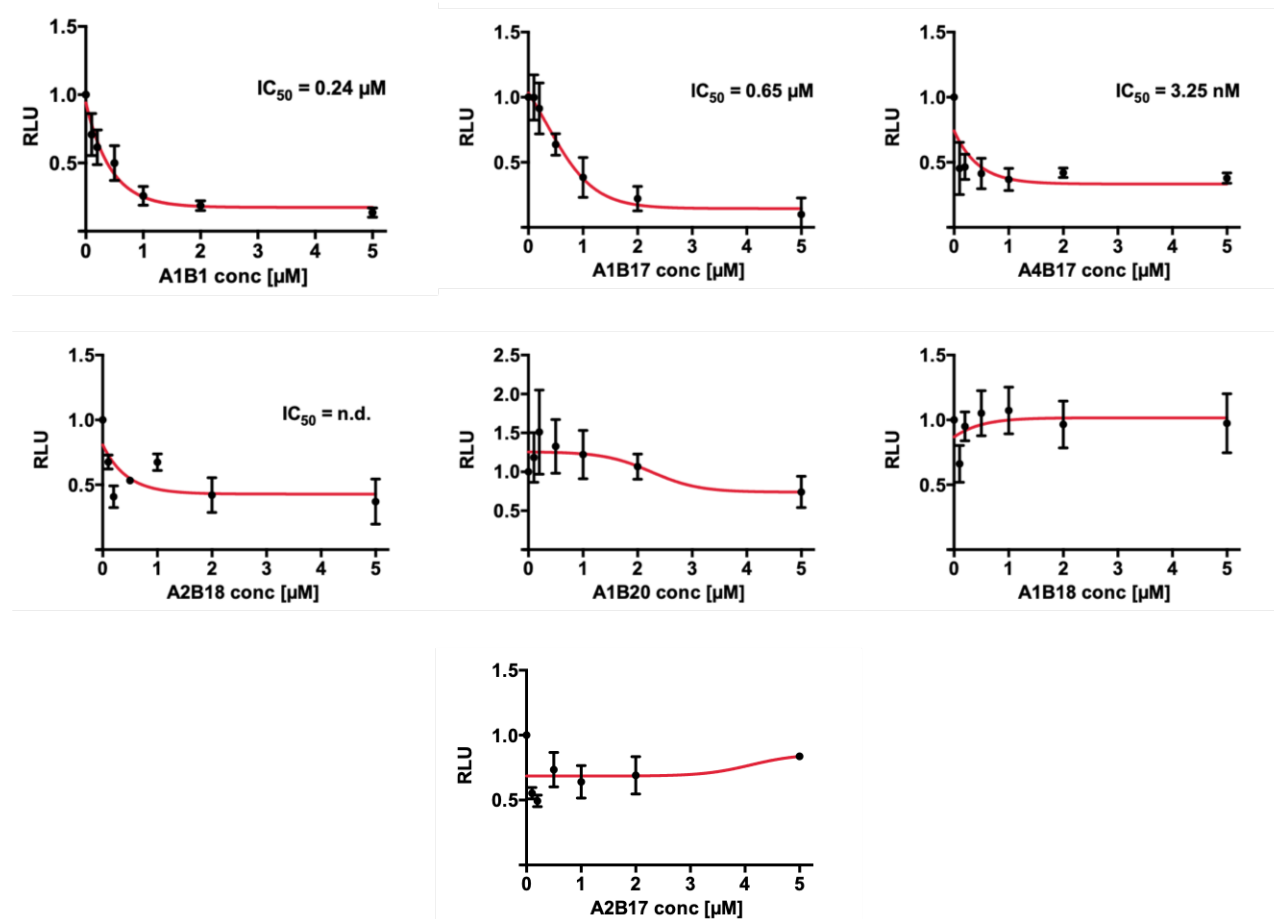 1.5
1.0
0.5
RLU
IC50 = 0.24 µM
0 1 2 3 4 5
A1B1 conc [µM]
1.5
1.0
0.5
RLU
IC50 = 0.65 µM
0 1 2 3 4 5
A1B17 conc [µM]
1.5
1.0
0.5
RLU
IC50 = 3.25 nM
0 1 2 3 4 5
A4B17 conc [µM]
1.5
1.0
0.5
RLU
IC50 = n.d.
0 1 2 3 4 5
A2B18 conc [µM]
2.5
2.0
1.5
1.0
0.5
RLU
0 1 2 3 4 5
A1B20 conc [µM]
1.5
1.0
0.5
RLU
0 1 2 3 4 5
A1B18 conc [µM]
1.5
1.0
0.5
RLU
0 1 2 3 4 5
A2B17 conc [µM]